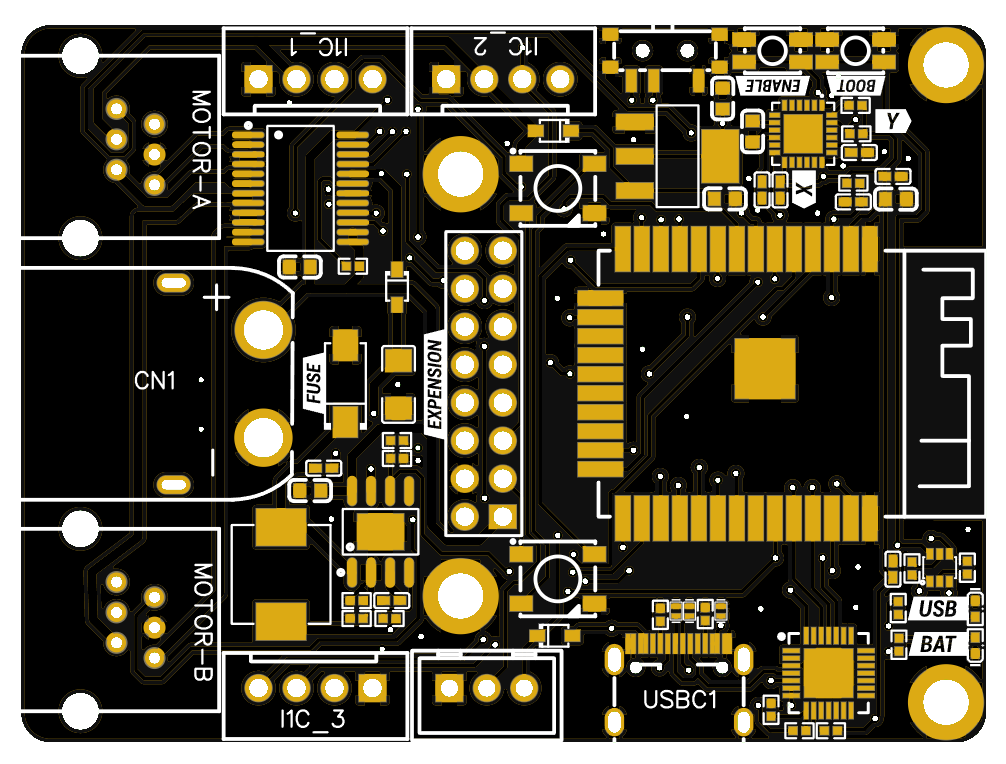 I1C_1
I1C_2
ENABLE
BOOT
MOTOR-A
Y
X
+
CN1
FUSE
EXPENSION
-
MOTOR-B
USB
BAT
I1C_3
USBC1